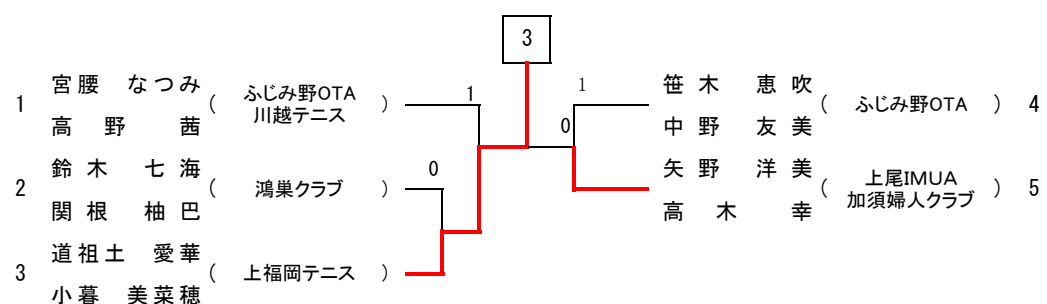 3
1 宮腰 なつみ ( ふじみ野OTA ) 1
高野 茜 川越テニス
2 鈴木 七海 ( 鴻巣クラブ ) 0
関根 柚巴
3 道祖土 愛華 ( 上福岡テニス )
小暮 美菜穂
1 笹木 恵吹 ( ふじみ野OTA ) 4
0 中野 友美
矢野 洋美 ( 上尾IMUA ) 5
高木 幸 加須婦人クラブ